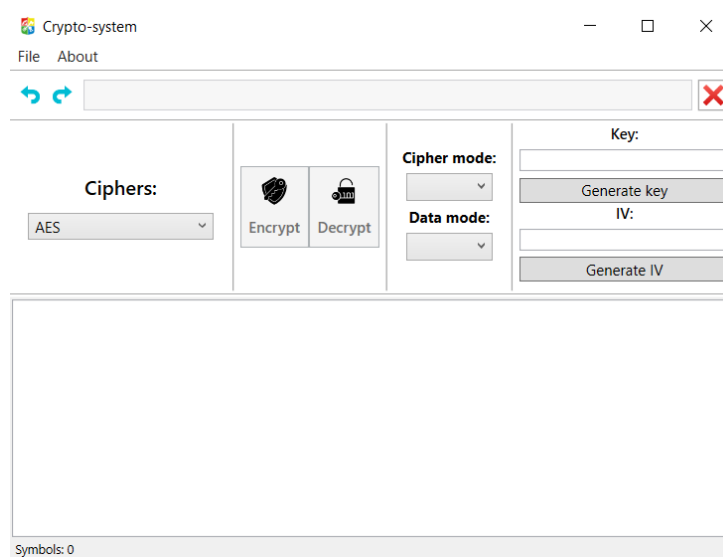 Crypto-system
File About
Ciphers:
AES
Encrypt Decrypt
Cipher mode:
Data mode:
Key:
Generate key
IV:
Generate IV
Symbols: 0